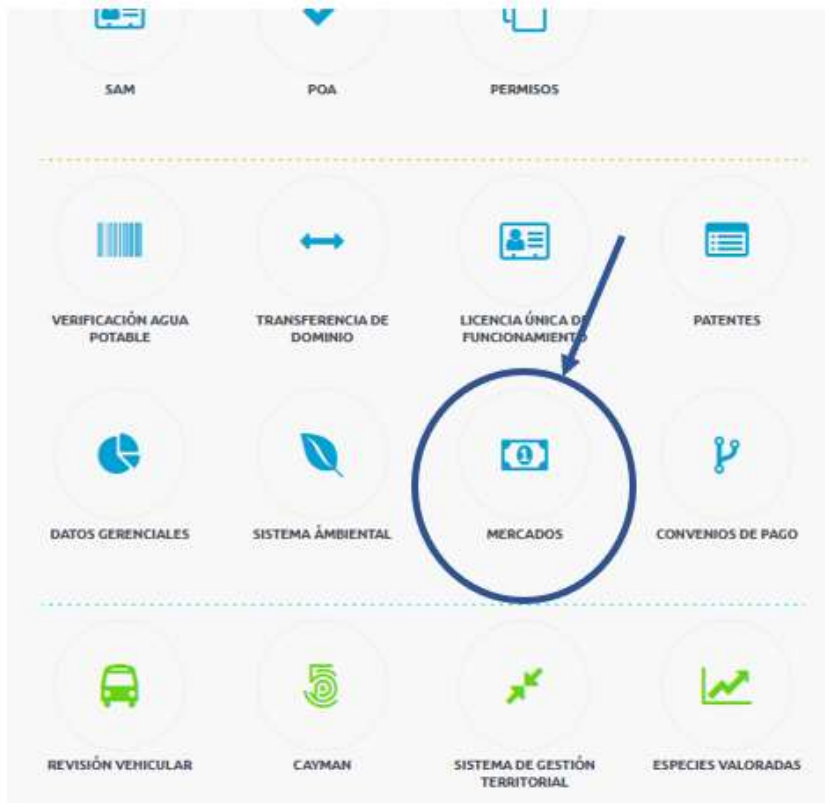 SAM
POA
PERMISOS
VERIFICACIÓN AGUA
POTABLE
TRANSFERENCIA DE
DOMINIO
LICENCIA ÚNICA DE
FUNCIONAMIENTO
PATENTES
DATOS GERENCIALES
SISTEMA ÁMBIENTAL
MERCADOS
CONVENIOS DE PAGO
REVISIÓN VEHICULAR
CAYMAN
SISTEMA DE GESTIÓN
TERRITORIAL
ESPECIES VALORADAS